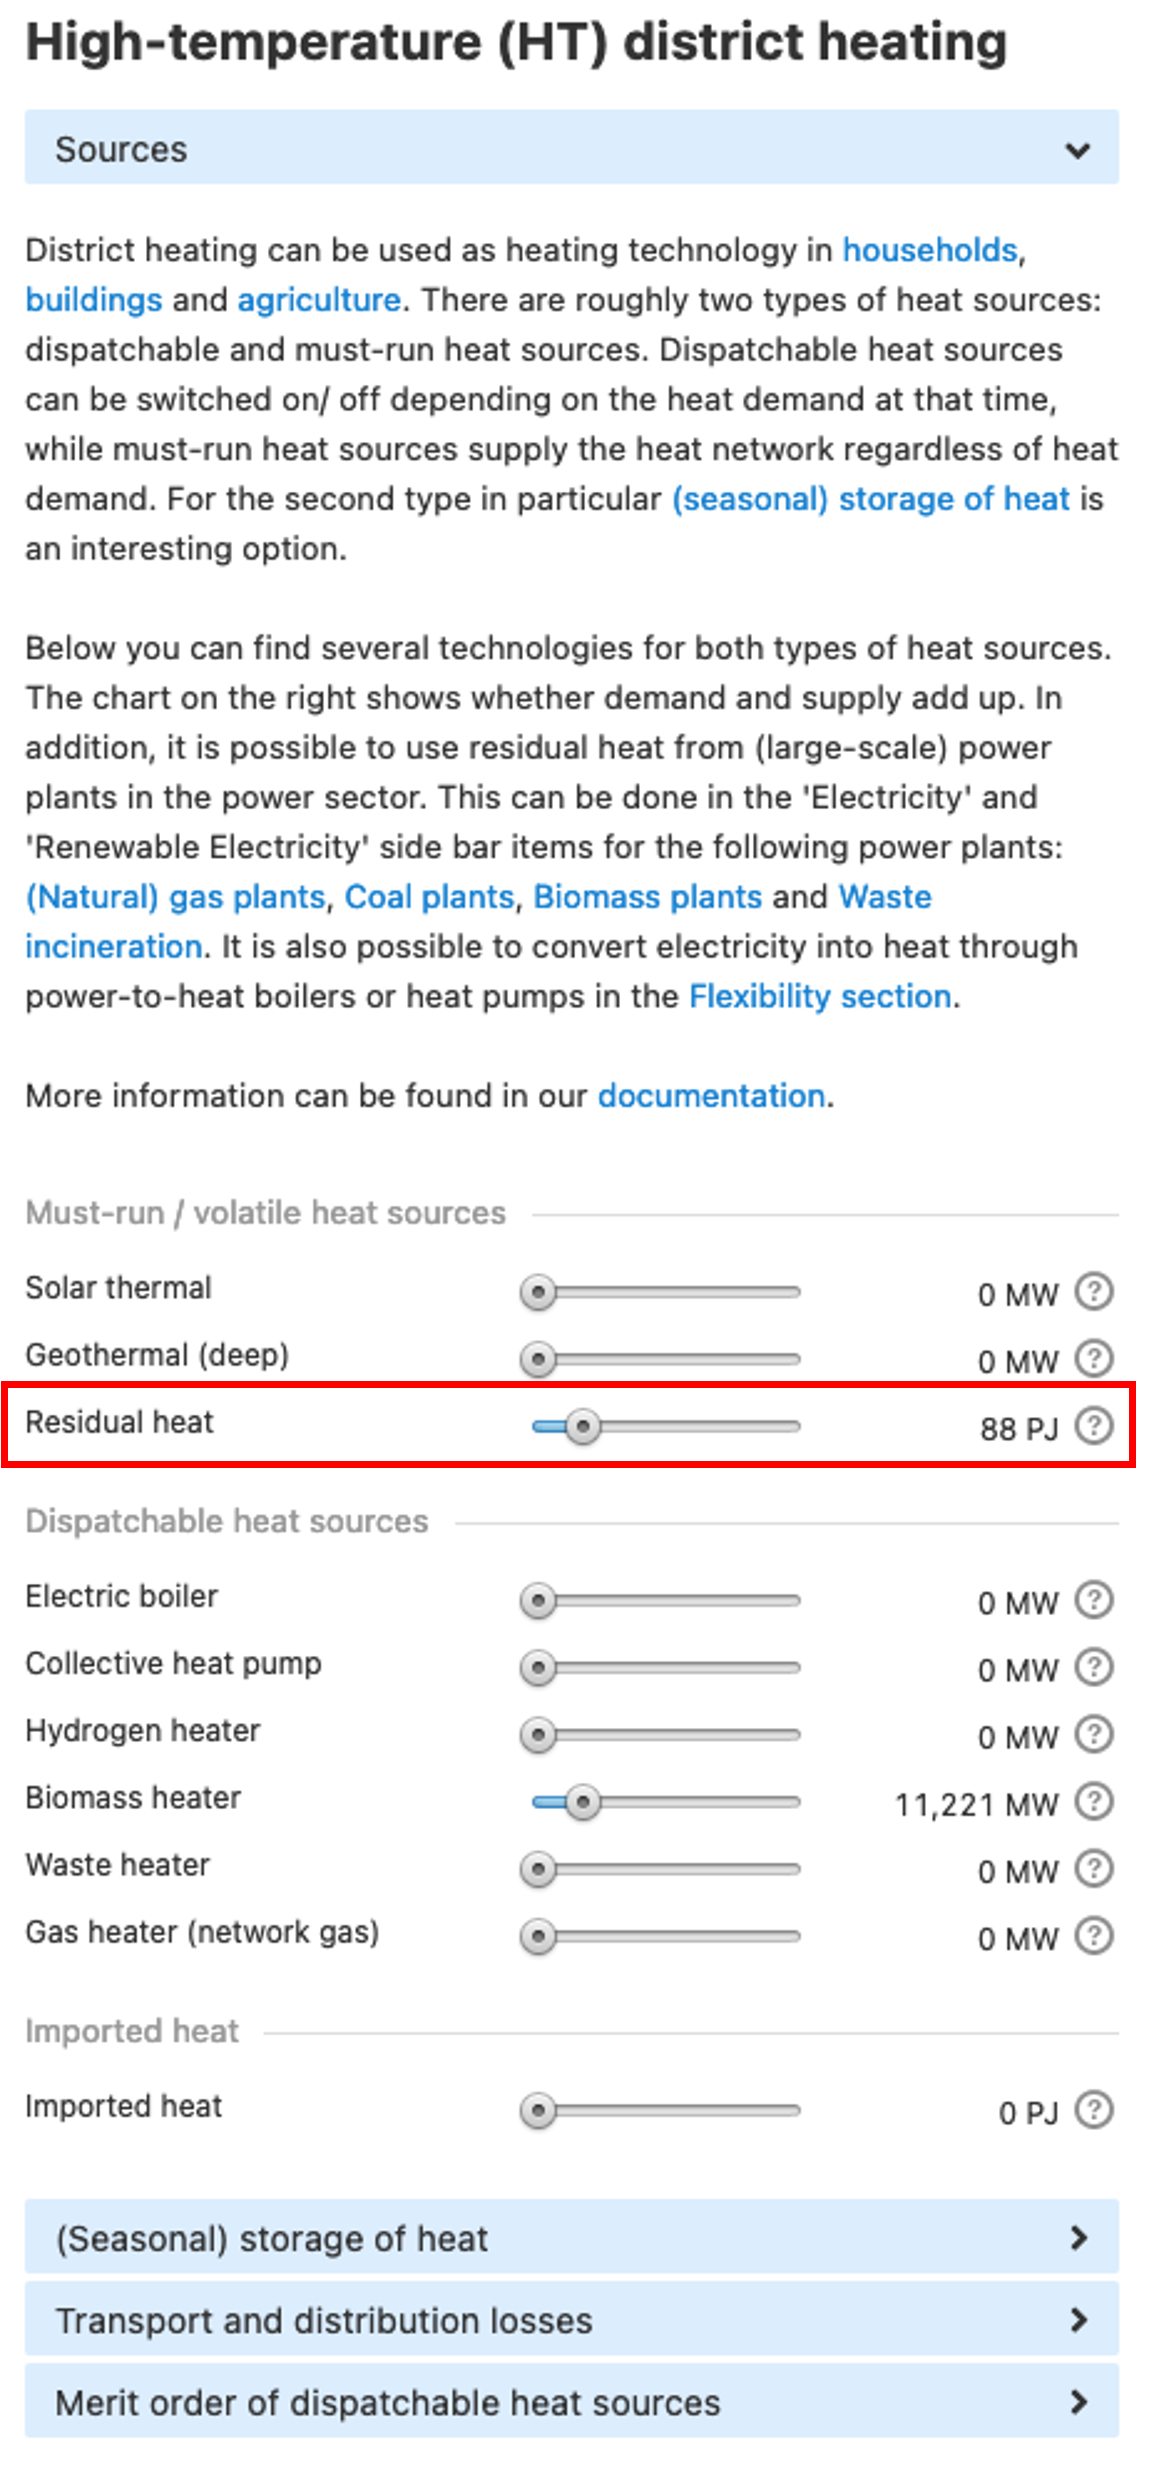 High-temperature (HT) district heating
Sources
District heating can be used as heating technology in households,
buildings and agriculture. There are roughly two types of heat sources:
dispatchable and must-run heat sources. Dispatchable heat sources
can be switched on/ off depending on the heat demand at that time,
while must-run heat sources supply the heat network regardless of heat
demand. For the second type in particular (seasonal) storage of heat is
an interesting option.
Below you can find several technologies for both types of heat sources.
The chart on the right shows whether demand and supply add up. In
addition, it is possible to use residual heat from (large-scale) power
plants in the power sector. This can be done in the 'Electricity' and
'Renewable Electricity' side bar items for the following power plants:
(Natural) gas plants, Coal plants, Biomass plants and Waste
incineration. It is also possible to convert electricity into heat through
power-to-heat boilers or heat pumps in the Flexibility section.
More information can be found in our documentation.
Must-run / volatile heat sources
Solar thermal 0 MW ?
Geothermal (deep) 0 MW ?
Residual heat 88 PJ ?
Dispatchable heat sources
Electric boiler 0 MW ?
Collective heat pump 0 MW ?
Hydrogen heater 0 MW ?
Biomass heater 11,221 MW ?
Waste heater 0 MW ?
Gas heater (network gas) 0 MW ?
Imported heat
Imported heat 0 PJ ?
(Seasonal) storage of heat
Transport and distribution losses
Merit order of dispatchable heat sources